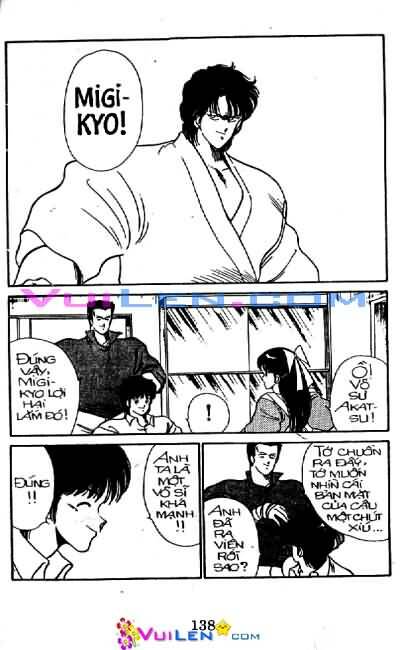 MIGI-
KYO!
VuiLen.com
Ồ!
VÕ
SƯ
AKAT-
SU!
!
ĐÚNG
VẬY,
MIGI-
KYO LỢI
HẠI
LẮM ĐÓ!
TỚ CHUỒN
RA ĐÂY,
TỚ MUỐN
NHÌN CÁI
BẢN MẶT
CỦA CẬU
MỘT CHÚT
XÍU...
ANH
ĐÃ
RA
VIỆN
RỒI
SAO?
ANH
TA LÀ
MỘT
VÕ SĨ
KHÁ
MẠNH
!!
ĐÚNG
!!
138
VuiLen
.com